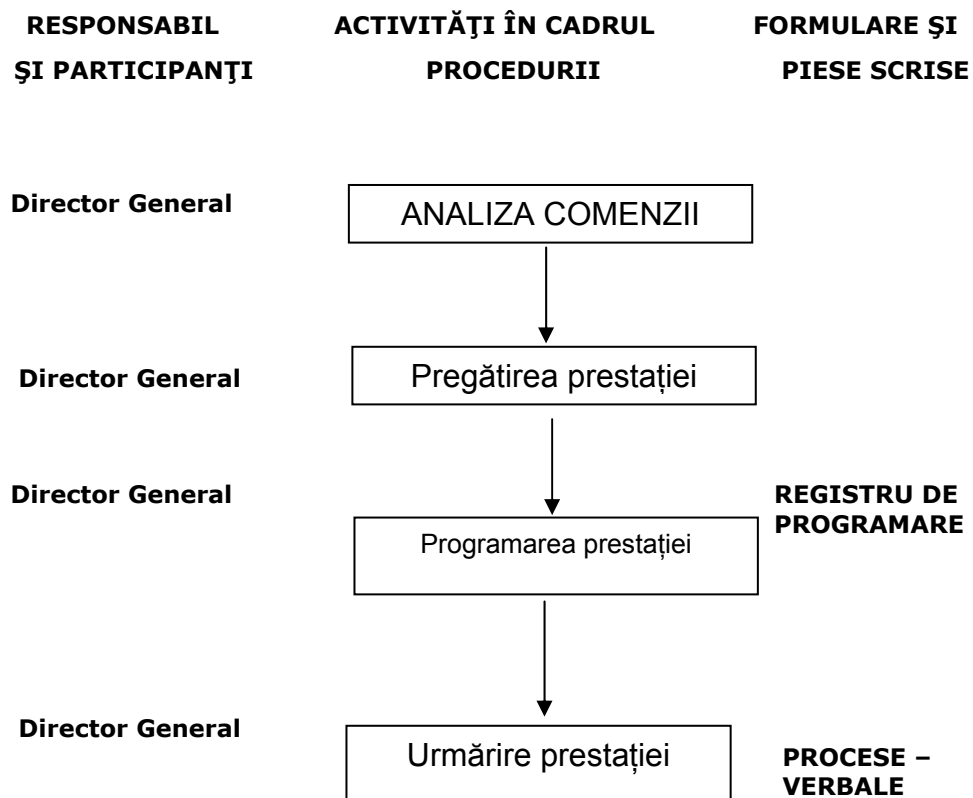 RESPONSABIL
ŞI PARTICIPANŢI
ACTIVITĂŢI ÎN CADRUL
PROCEDURII
FORMULARE ŞI
PIESE SCRISE
Director General
ANALIZA COMENZII
Director General
Pregătirea prestației
Director General
Programarea prestației
REGISTRU DE
PROGRAMARE
Director General
Urmărire prestației
PROCESE –
VERBALE